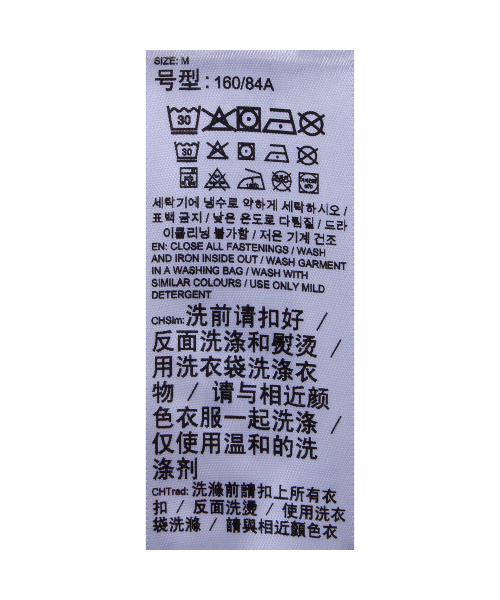 SIZE: M
号型: 160/84A
30
30
세탁기에 냉수로 약하게 세탁하시오 /
표백 금지 / 낮은 온도로 다림질 / 드라
이클리닝 불가함 / 저온 기계 건조
EN: CLOSE ALL FASTENINGS / WASH
AND IRON INSIDE OUT / WASH GARMENT
IN A WASHING BAG / WASH WITH
SIMILAR COLOURS / USE ONLY MILD
DETERGENT
CHSim: 洗前请扣好 /
反面洗涤和熨烫 /
用洗衣袋洗涤衣
物 / 请与相近颜
色衣服一起洗涤 /
仅使用温和的洗
涤剂
CHTrad: 洗滌前請扣上所有衣
扣 / 反面洗燙 / 使用洗衣
袋洗滌 / 請與相近顏色衣